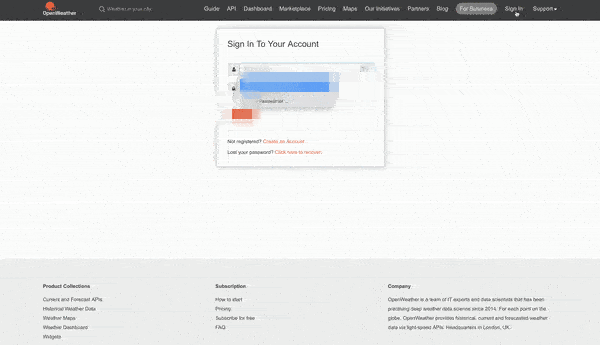 OpenWeather
Weather in your city
Guide API Dashboard Marketplace Pricing Maps Our Initiatives Partners Blog For Business Sign In Support
Sign In To Your Account
Not registered? Create an Account.
Lost your password? Click here to recover.
Product Collections
Current and Forecast APIs
Historical Weather Data
Weather Maps
Weather Dashboard
Widgets
Subscription
How to start
Pricing
Subscribe for free
FAQ
Company
OpenWeather is a team of IT experts and data scientists that has been
practising deep weather data science since 2014. For each point on the
globe, OpenWeather provides historical, current and forecasted weather
data via light-speed APIs. Headquarters in London, UK.